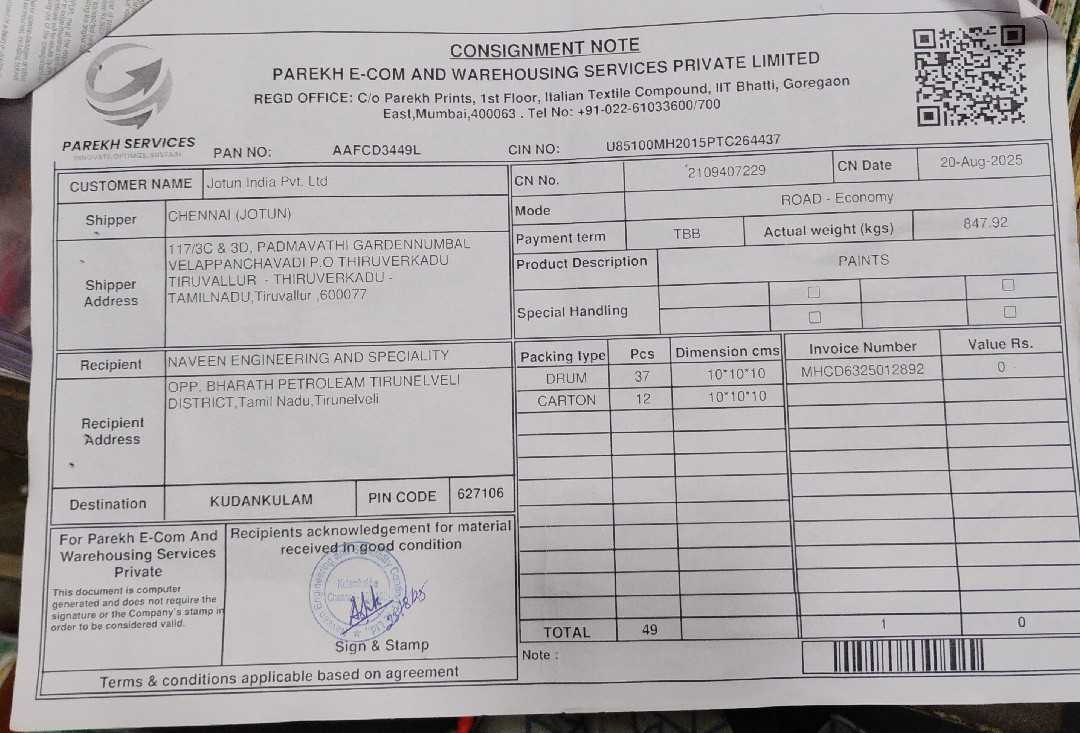 CONSIGNMENT NOTE
PAREKH E-COM AND WAREHOUSING SERVICES PRIVATE LIMITED
REGD OFFICE: C/o Parekh Prints, 1st Floor, Italian Textile Compound, IIT Bhatti, Goregaon
East,Mumbai,400063 . Tel No: +91-022-61033600/700
PAREKH SERVICES
INNOVATE.OPTIMIZE.SUSTAIN
PAN NO: AAFCD3449L CIN NO: U85100MH2015PTC264437
CUSTOMER NAME Jotun India Pvt. Ltd
CN No. 2109407229 CN Date 20-Aug-2025
Shipper CHENNAI (JOTUN)
Mode ROAD - Economy
Payment term TBB Actual weight (kgs) 847.92
Shipper
Address
117/3C & 3D, PADMAVATHI GARDENNUMBAL
VELAPPANCHAVADI P.O THIRUVERKADU
TIRUVALLUR - THIRUVERKADU -
TAMILNADU,Tiruvallur ,600077
Product Description PAINTS
Special Handling
Recipient NAVEEN ENGINEERING AND SPECIALITY
Recipient
Address
OPP. BHARATH PETROLEAM TIRUNELVELI
DISTRICT,Tamil Nadu,Tirunelveli
Destination KUDANKULAM PIN CODE 627106
Packing type Pcs Dimension cms Invoice Number Value Rs.
DRUM 37 10*10*10 MHCD6325012892 0
CARTON 12 10*10*10
TOTAL 49 1 0
Note :
For Parekh E-Com And
Warehousing Services
Private
This document is computer
generated and does not require the
signature or the Company's stamp in
order to be considered valid.
Recipients acknowledgement for material
received in good condition
Sign & Stamp
Terms & conditions applicable based on agreement